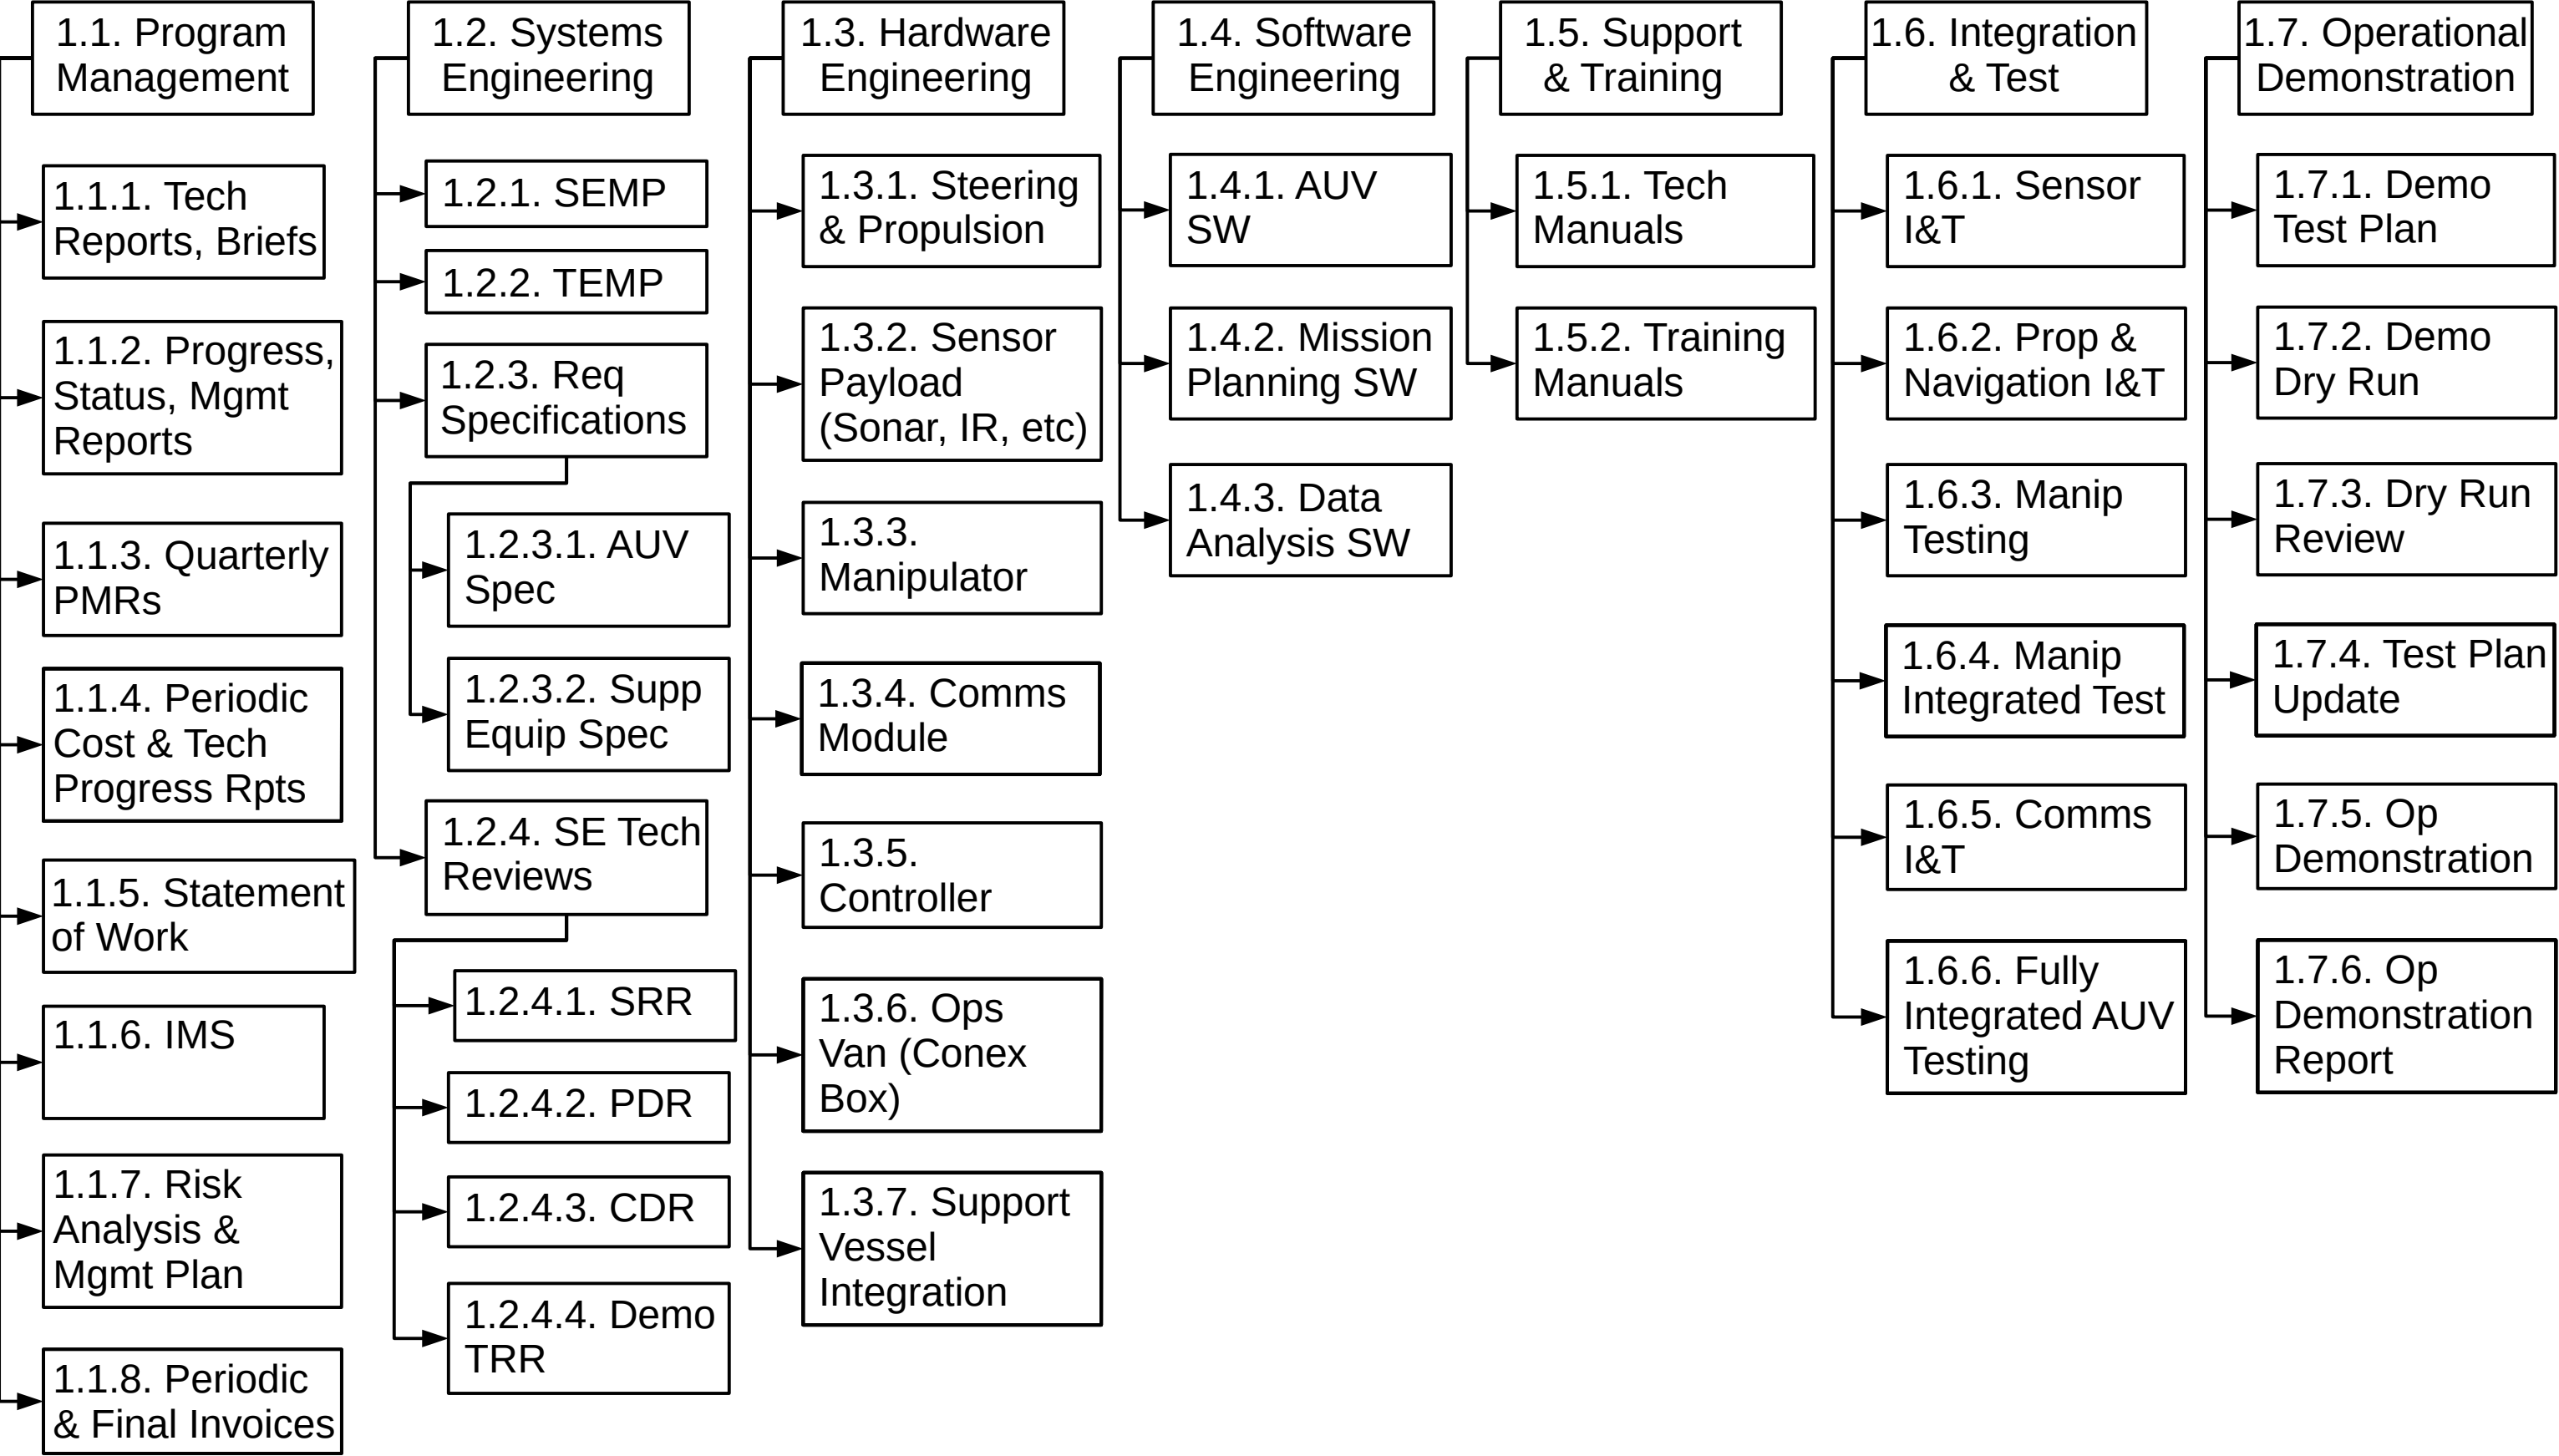 1.1. Program
Management
1.1.1. Tech
Reports, Briefs
1.1.2. Progress,
Status, Mgmt
Reports
1.1.3. Quarterly
PMRs
1.1.4. Periodic
Cost & Tech
Progress Rpts
1.1.5. Statement
of Work
1.1.6. IMS
1.1.7. Risk
Analysis &
Mgmt Plan
1.1.8. Periodic
& Final Invoices
1.2. Systems
Engineering
1.2.1. SEMP
1.2.2. TEMP
1.2.3. Req
Specifications
1.2.3.1. AUV
Spec
1.2.3.2. Supp
Equip Spec
1.2.4. SE Tech
Reviews
1.2.4.1. SRR
1.2.4.2. PDR
1.2.4.3. CDR
1.2.4.4. Demo
TRR
1.3. Hardware
Engineering
1.3.1. Steering
& Propulsion
1.3.2. Sensor
Payload
(Sonar, IR, etc)
1.3.3.
Manipulator
1.3.4. Comms
Module
1.3.5.
Controller
1.3.6. Ops
Van (Conex
Box)
1.3.7. Support
Vessel
Integration
1.4. Software
Engineering
1.4.1. AUV
SW
1.4.2. Mission
Planning SW
1.4.3. Data
Analysis SW
1.5. Support
& Training
1.5.1. Tech
Manuals
1.5.2. Training
Manuals
1.6. Integration
& Test
1.6.1. Sensor
I&T
1.6.2. Prop &
Navigation I&T
1.6.3. Manip
Testing
1.6.4. Manip
Integrated Test
1.6.5. Comms
I&T
1.6.6. Fully
Integrated AUV
Testing
1.7. Operational
Demonstration
1.7.1. Demo
Test Plan
1.7.2. Demo
Dry Run
1.7.3. Dry Run
Review
1.7.4. Test Plan
Update
1.7.5. Op
Demonstration
1.7.6. Op
Demonstration
Report